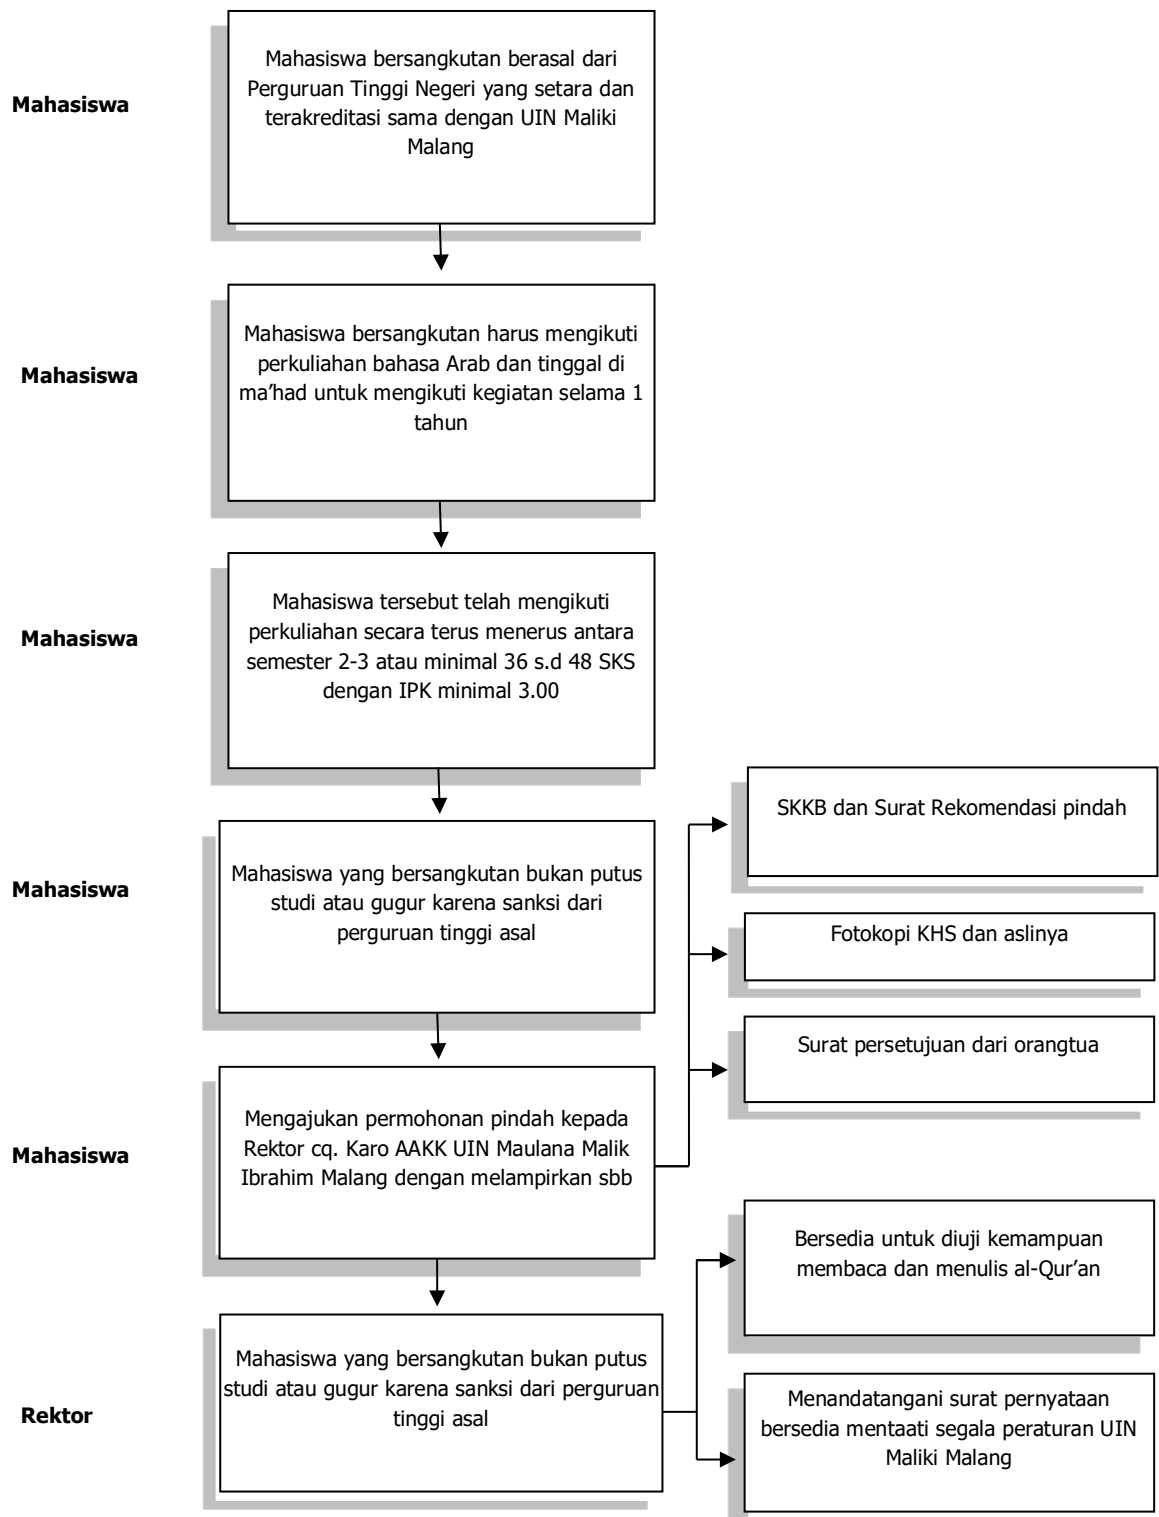 Mahasiswa
Mahasiswa bersangkutan berasal dari
Perguruan Tinggi Negeri yang setara dan
terakreditasi sama dengan UIN Maliki
Malang
Mahasiswa
Mahasiswa bersangkutan harus mengikuti
perkuliahan bahasa Arab dan tinggal di
ma’had untuk mengikuti kegiatan selama 1
tahun
Mahasiswa
Mahasiswa tersebut telah mengikuti
perkuliahan secara terus menerus antara
semester 2-3 atau minimal 36 s.d 48 SKS
dengan IPK minimal 3.00
Mahasiswa
Mahasiswa yang bersangkutan bukan putus
studi atau gugur karena sanksi dari
perguruan tinggi asal
Mahasiswa
Mengajukan permohonan pindah kepada
Rektor cq. Karo AAKK UIN Maulana Malik
Ibrahim Malang dengan melampirkan sbb
SKKB dan Surat Rekomendasi pindah
Fotokopi KHS dan aslinya
Surat persetujuan dari orangtua
Rektor
Mahasiswa yang bersangkutan bukan putus
studi atau gugur karena sanksi dari perguruan
tinggi asal
Bersedia untuk diuji kemampuan
membaca dan menulis al-Qur’an
Menandatangani surat pernyataan
bersedia mentaati segala peraturan UIN
Maliki Malang